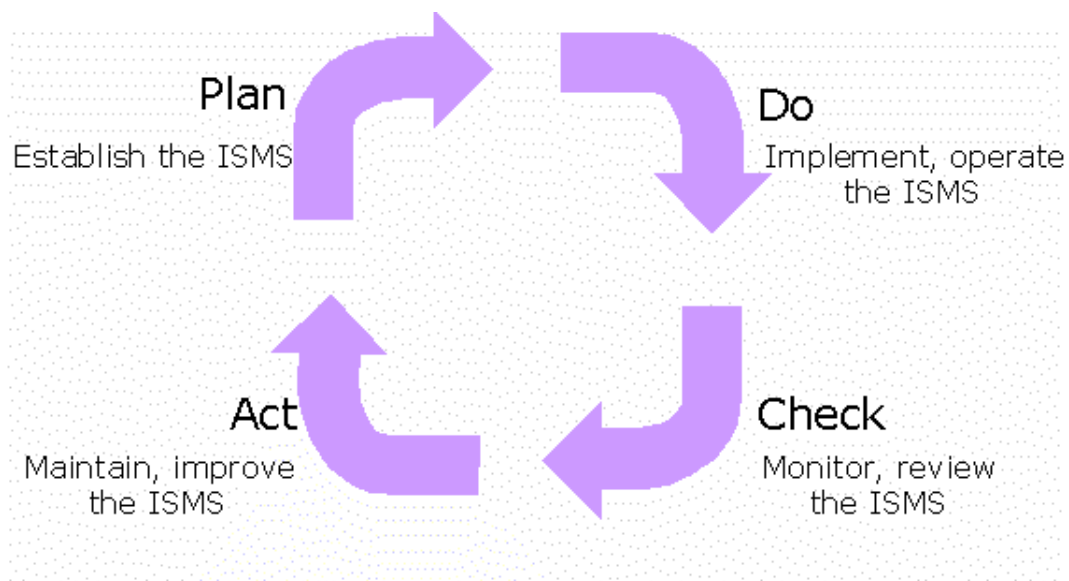 Plan
Establish the ISMS
Do
Implement, operate
the ISMS
Check
Monitor, review
the ISMS
Act
Maintain, improve
the ISMS